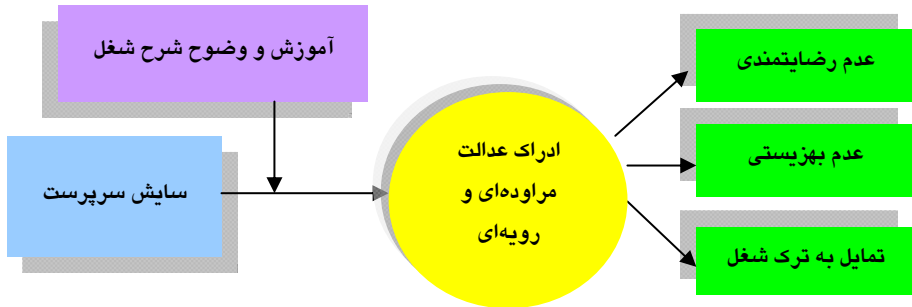 آموزش و وضوح شرح شغل
عدم رضایتمندی
سایش سرپرست
ادراک عدالت
مراوده‌ای و
رویه‌ای
عدم بهزیستی
تمایل به ترک شغل